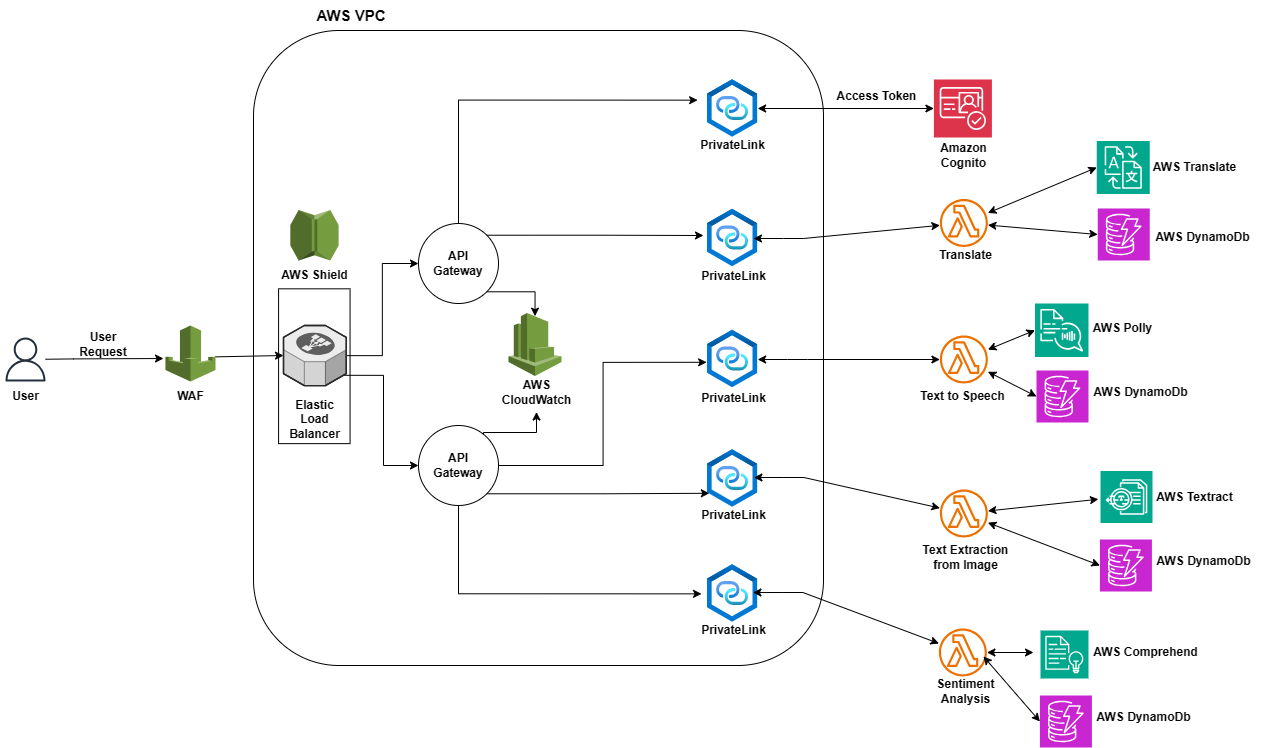 AWS VPC
Access Token
PrivateLink
Amazon
Cognito
AWS Translate
API
Gateway
AWS Shield
PrivateLink
Translate
AWS DynamoDb
User
Request
User
WAF
Elastic
Load
Balancer
AWS
CloudWatch
PrivateLink
Text to Speech
AWS Polly
AWS DynamoDb
API
Gateway
PrivateLink
Text Extraction
from Image
AWS Textract
AWS DynamoDb
PrivateLink
Sentiment
Analysis
AWS Comprehend
AWS DynamoDb